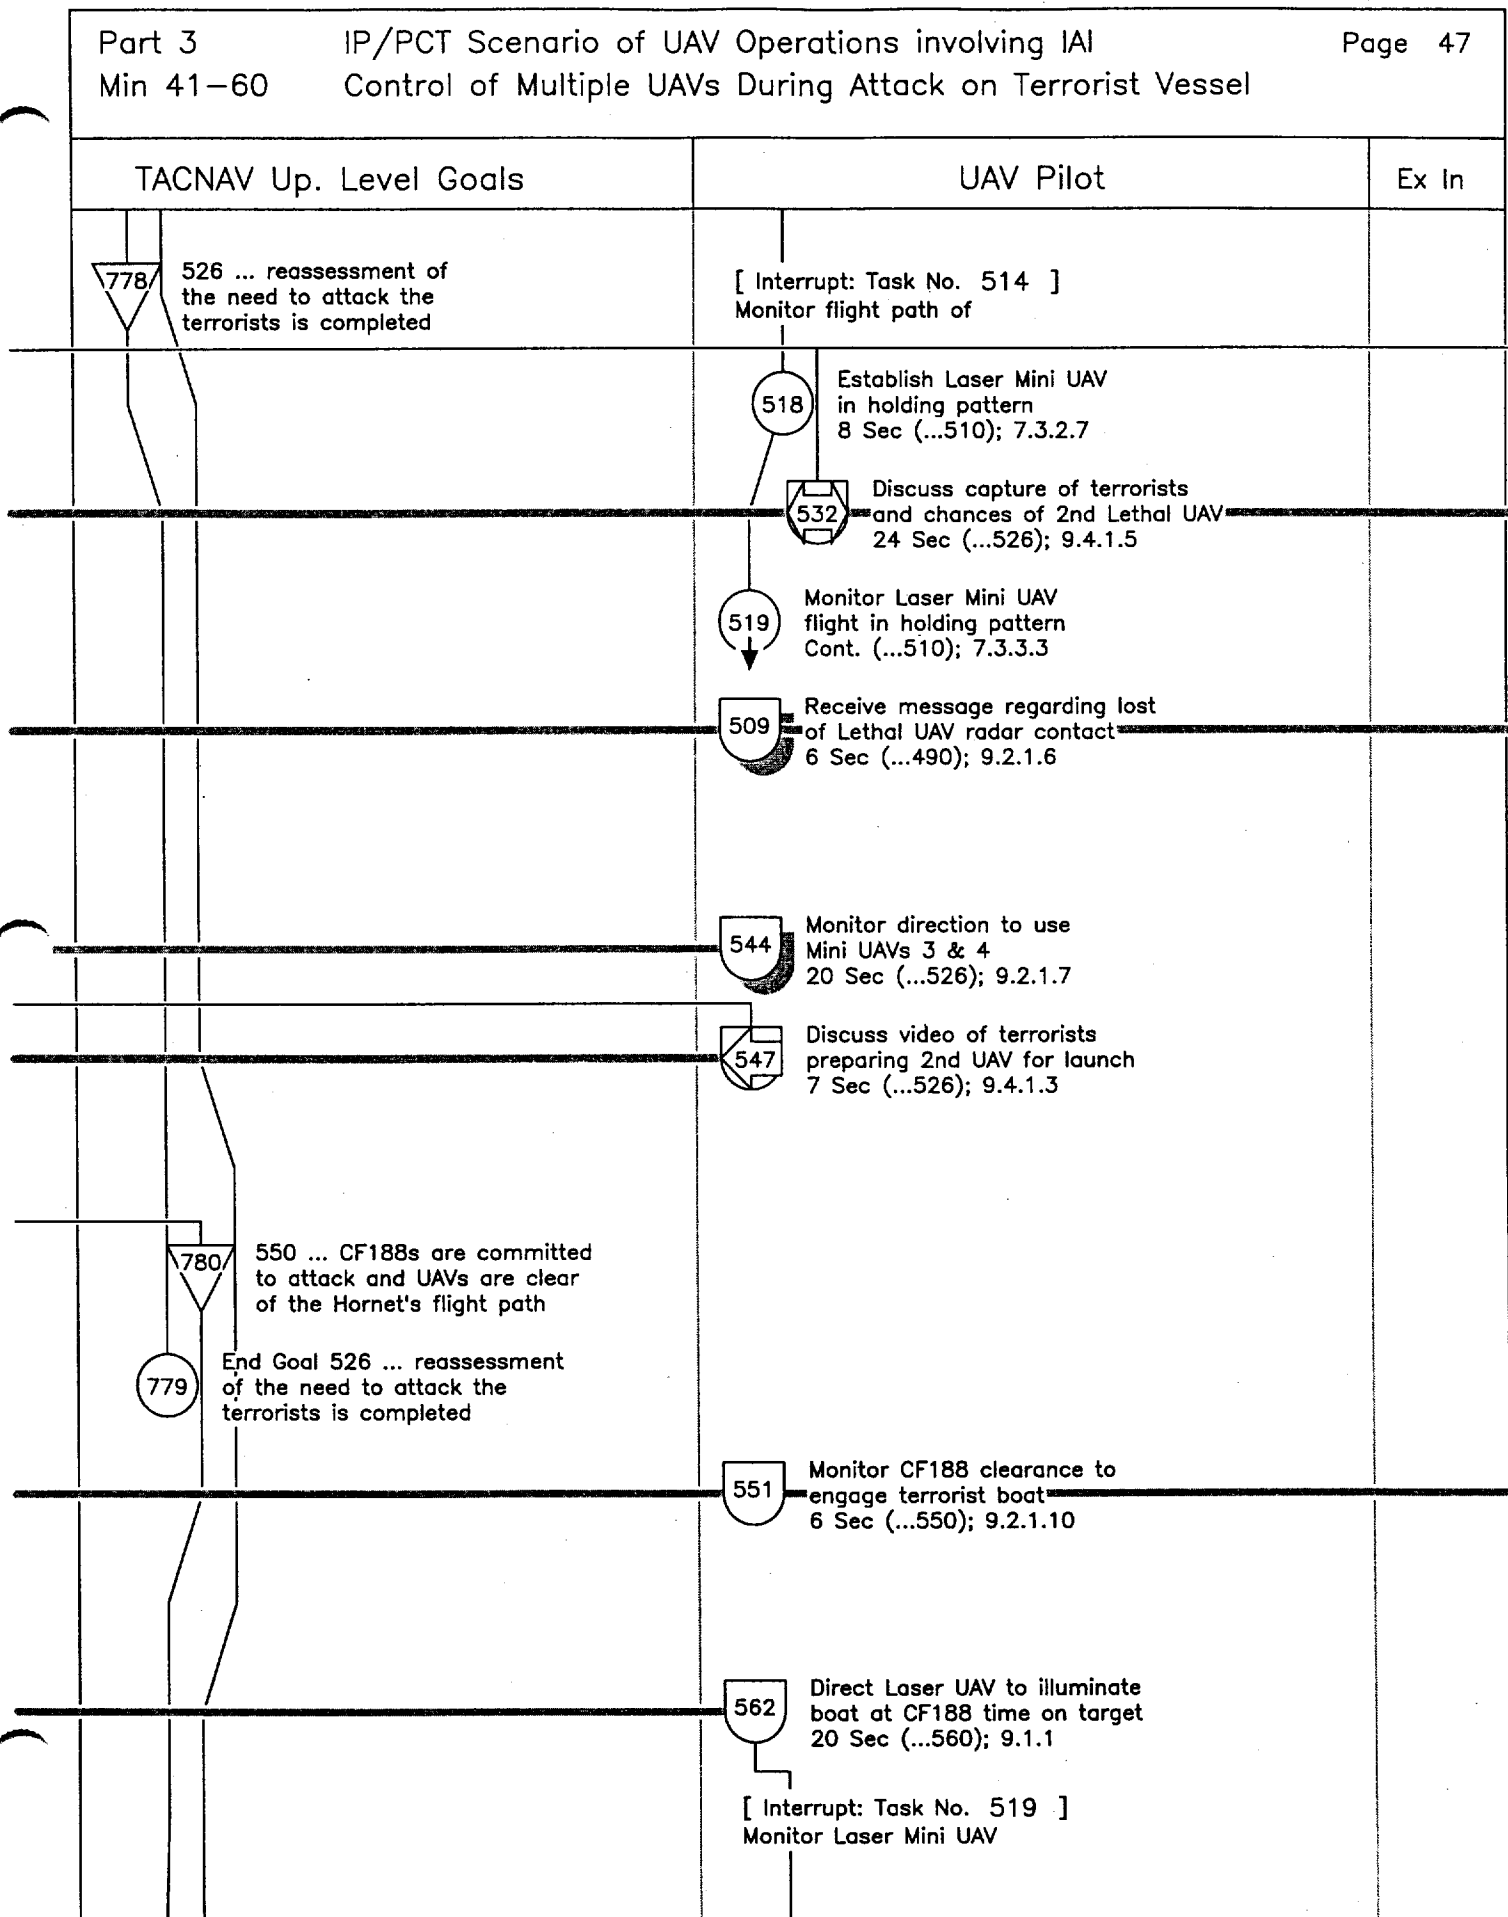 Part 3 IP/PCT Scenario of UAV Operations involving IAI Page 47
Min 41-60 Control of Multiple UAVs During Attack on Terrorist Vessel
TACNAV Up. Level Goals UAV Pilot Ex In
778 526 ... reassessment of
the need to attack the
terrorists is completed
[ Interrupt: Task No. 514 ]
Monitor flight path of
518 Establish Laser Mini UAV
in holding pattern
8 Sec (...510); 7.3.2.7
532 Discuss capture of terrorists
and chances of 2nd Lethal UAV
24 Sec (...526); 9.4.1.5
519 Monitor Laser Mini UAV
flight in holding pattern
Cont. (...510); 7.3.3.3
509 Receive message regarding lost
of Lethal UAV radar contact
6 Sec (...490); 9.2.1.6
544 Monitor direction to use
Mini UAVs 3 & 4
20 Sec (...526); 9.2.1.7
547 Discuss video of terrorists
preparing 2nd UAV for launch
7 Sec (...526); 9.4.1.3
780 550 ... CF188s are committed
to attack and UAVs are clear
of the Hornet's flight path
779 End Goal 526 ... reassessment
of the need to attack the
terrorists is completed
551 Monitor CF188 clearance to
engage terrorist boat
6 Sec (...550); 9.2.1.10
562 Direct Laser UAV to illuminate
boat at CF188 time on target
20 Sec (...560); 9.1.1
[ Interrupt: Task No. 519 ]
Monitor Laser Mini UAV